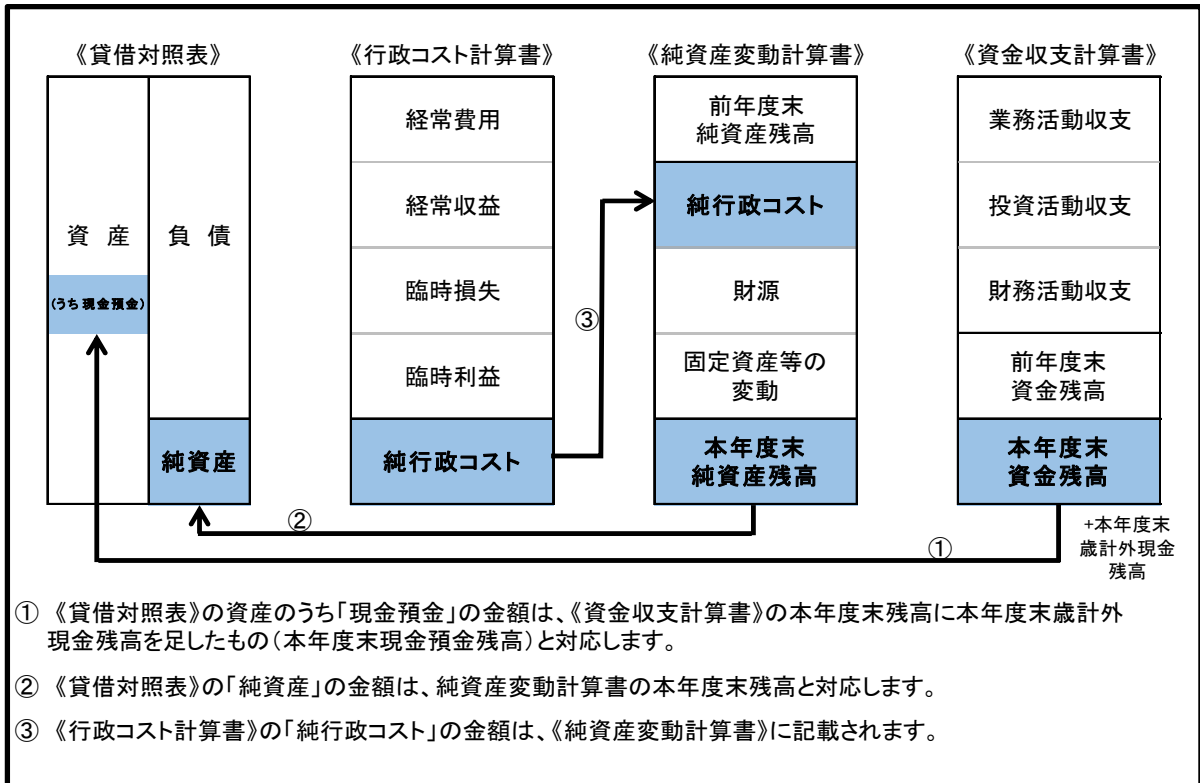 《貸借対照表》
資 産
(うち現金預金)
負 債
純資産
《行政コスト計算書》
経常費用
経常収益
臨時損失
臨時利益
純行政コスト
《純資産変動計算書》
前年度末
純資産残高
純行政コスト
財源
固定資産等の
変動
本年度末
純資産残高
《資金収支計算書》
業務活動収支
投資活動収支
財務活動収支
前年度末
資金残高
本年度末
資金残高
+本年度末
歳計外現金
残高
③
②
①
① 《貸借対照表》の資産のうち「現金預金」の金額は、《資金収支計算書》の本年度末残高に本年度末歳計外
現金残高を足したもの(本年度末現金預金残高)と対応します。
② 《貸借対照表》の「純資産」の金額は、純資産変動計算書の本年度末残高と対応します。
③ 《行政コスト計算書》の「純行政コスト」の金額は、《純資産変動計算書》に記載されます。